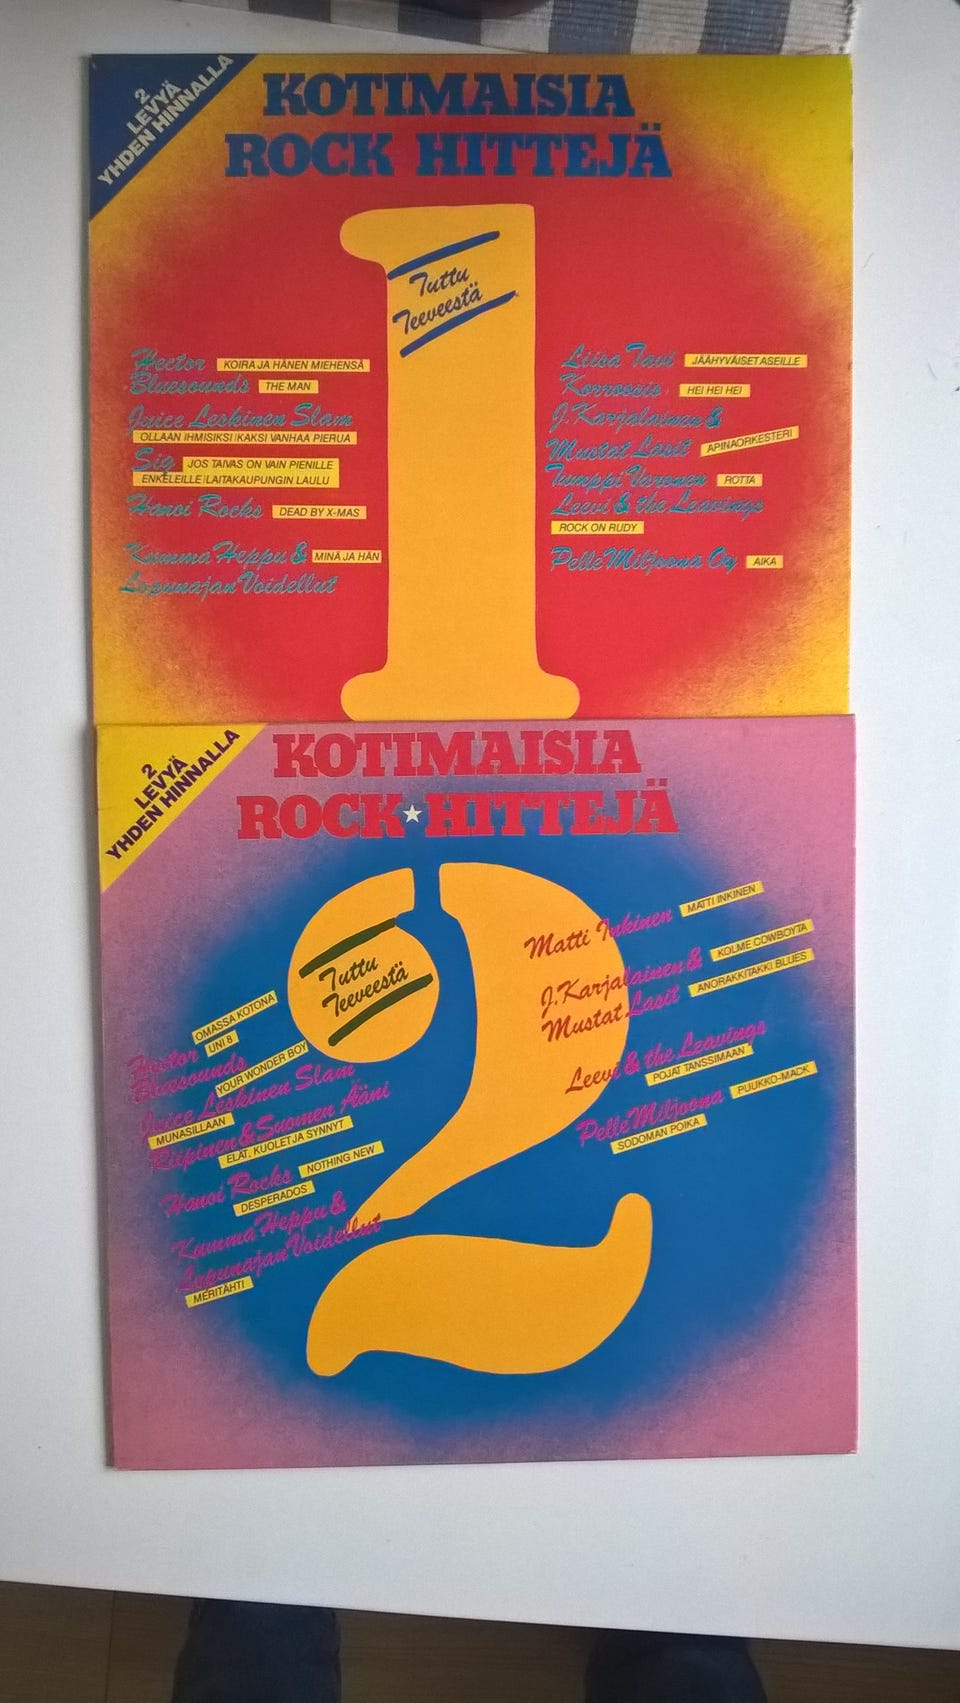 2
LEVYÄ
YHDEN HINNALLA
KOTIMAISIA
ROCK HITTEJÄ
Tuttu
Teeveestä
Hector KOIRA JA HÄNEN MIEHENSÄ
Bluesounds THE MAN
Juice Leskinen Slam
OLLAAN IHMISIKSI/KAKSI VANHAA PIERUA
Sig JOS TAIVAS ON VAIN PIENILLE
ENKELEILLE/LAITAKAUPUNGIN LAULU
Hanoi Rocks DEAD BY X-MAS
Kumma Heppu & MINÄ JA HÄN
Lopunajan Voidellut
Liisa Tavi JÄÄHYVÄISET ASEILLE
Korroosio HEI HEI HEI
J.Karjalainen &
Mustat Lasit APINAORKESTERI
Tumppi Varonen ROTTA
Leevi & the Leavings
ROCK ON RUDY
Pelle Miljoona Oy AIKA
2
LEVYÄ
YHDEN HINNALLA
KOTIMAISIA
ROCK★HITTEJÄ
Tuttu
Teeveestä
OMASSA KOTONA
Hector UNI 8
Bluesounds
YOUR WONDER BOY
Juice Leskinen Slam
MUNASILLAAN
Riipinen & Suomen Ääni
ELÄT, KUOLET JA SYNNYT
Hanoi Rocks NOTHING NEW
DESPERADOS
Kumma Heppu &
Lopunajan Voidellut
MERITÄHTI
Matti Inkinen MATTI INKINEN
J.Karjalainen & KOLME COWBOYTA
Mustat Lasit ANORAKKITAKKI BLUES
Leevi & the Leavings
POJAT TANSSIMAAN
Pelle Miljoona PUUKKO-MACK
SODOMAN POIKA